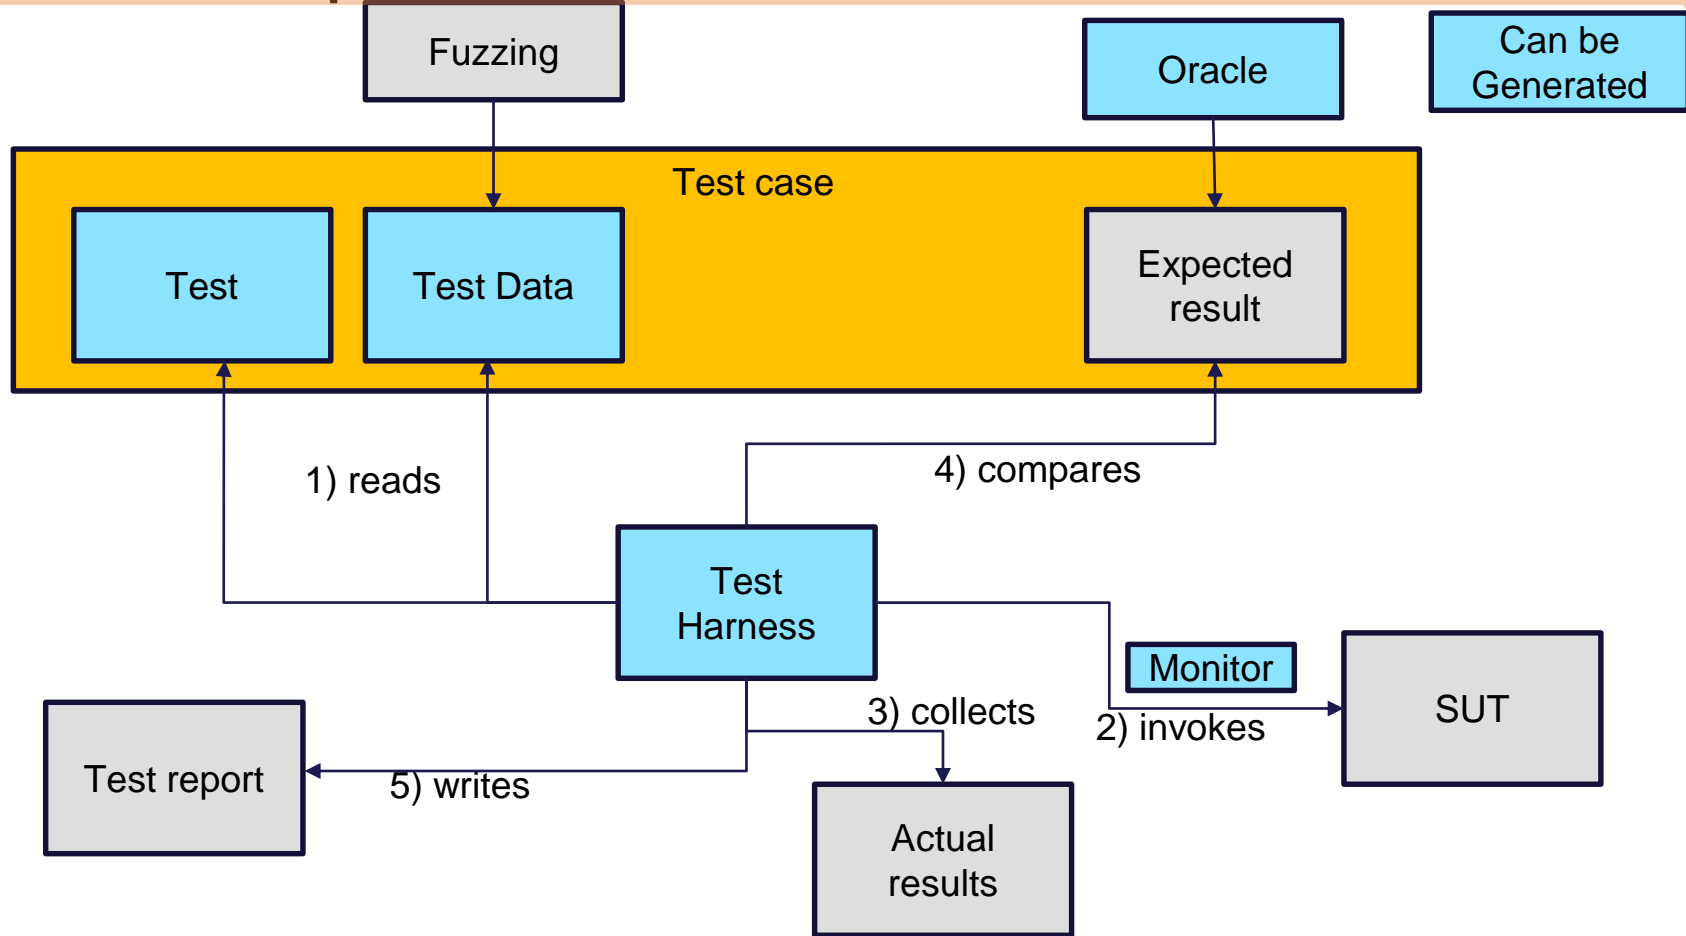 Fuzzing
Oracle
Can be
Generated
Test case
Test
Test Data
Expected
result
1) reads
4) compares
Test
Harness
Monitor
SUT
3) collects
2) invokes
Test report
5) writes
Actual
results